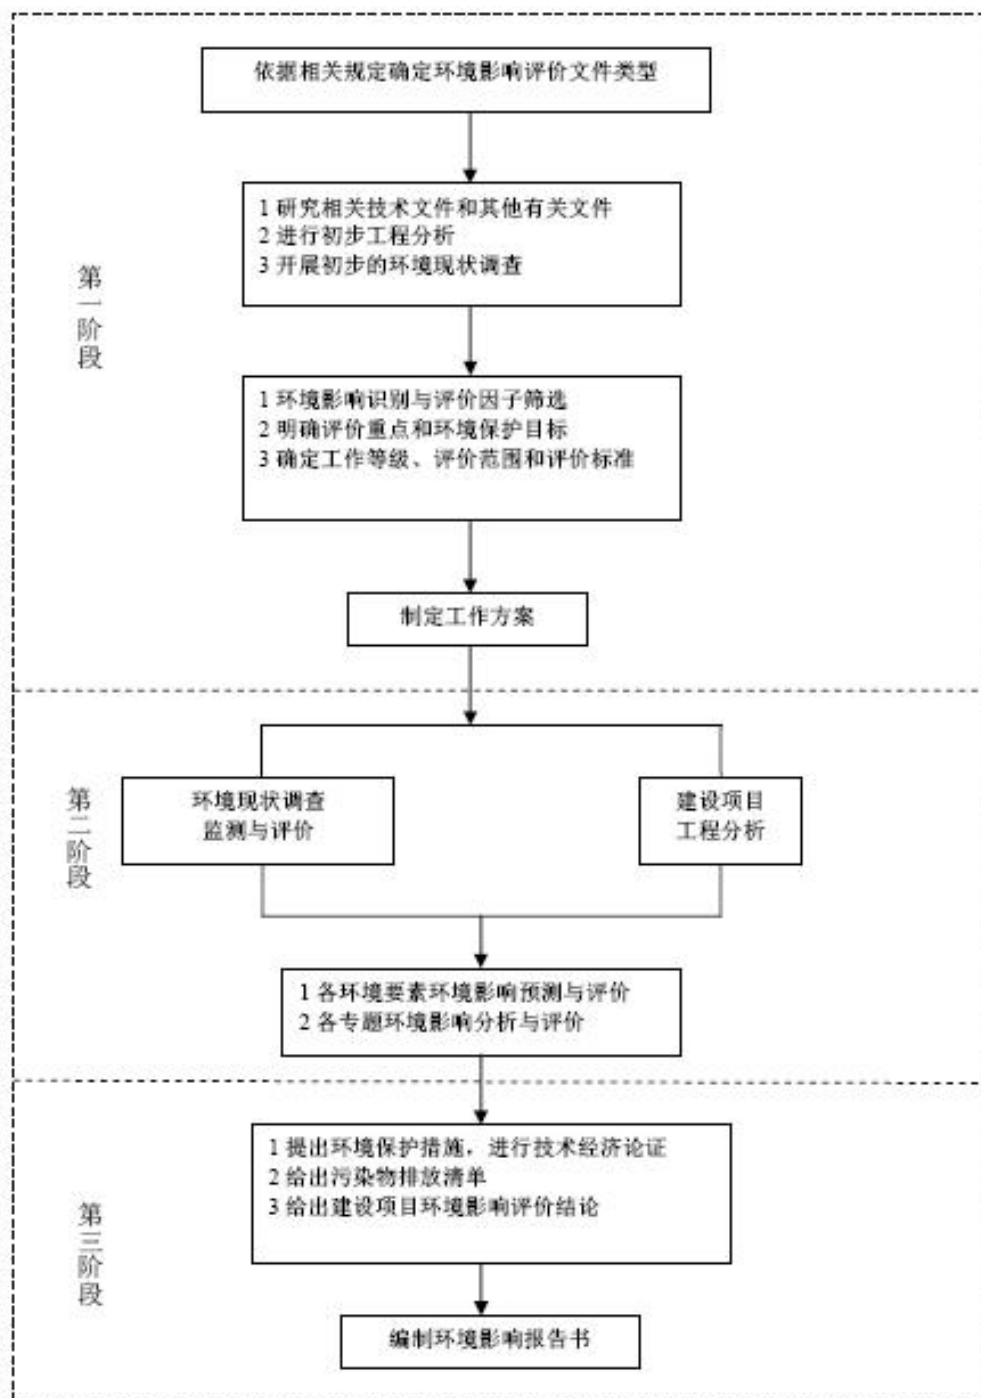 依据相关规定确定环境影响评价文件类型
1 研究相关技术文件和其他有关文件
2 进行初步工程分析
3 开展初步的环境现状调查
第一阶段
1 环境影响识别与评价因子筛选
2 明确评价重点和环境保护目标
3 确定工作等级、评价范围和评价标准
制定工作方案
第二阶段
环境现状调查
监测与评价
建设项目
工程分析
1 各环境要素环境影响预测与评价
2 各专题环境影响分析与评价
第三阶段
1 提出环境保护措施，进行技术经济论证
2 给出污染物排放清单
3 给出建设项目环境影响评价结论
编制环境影响报告书